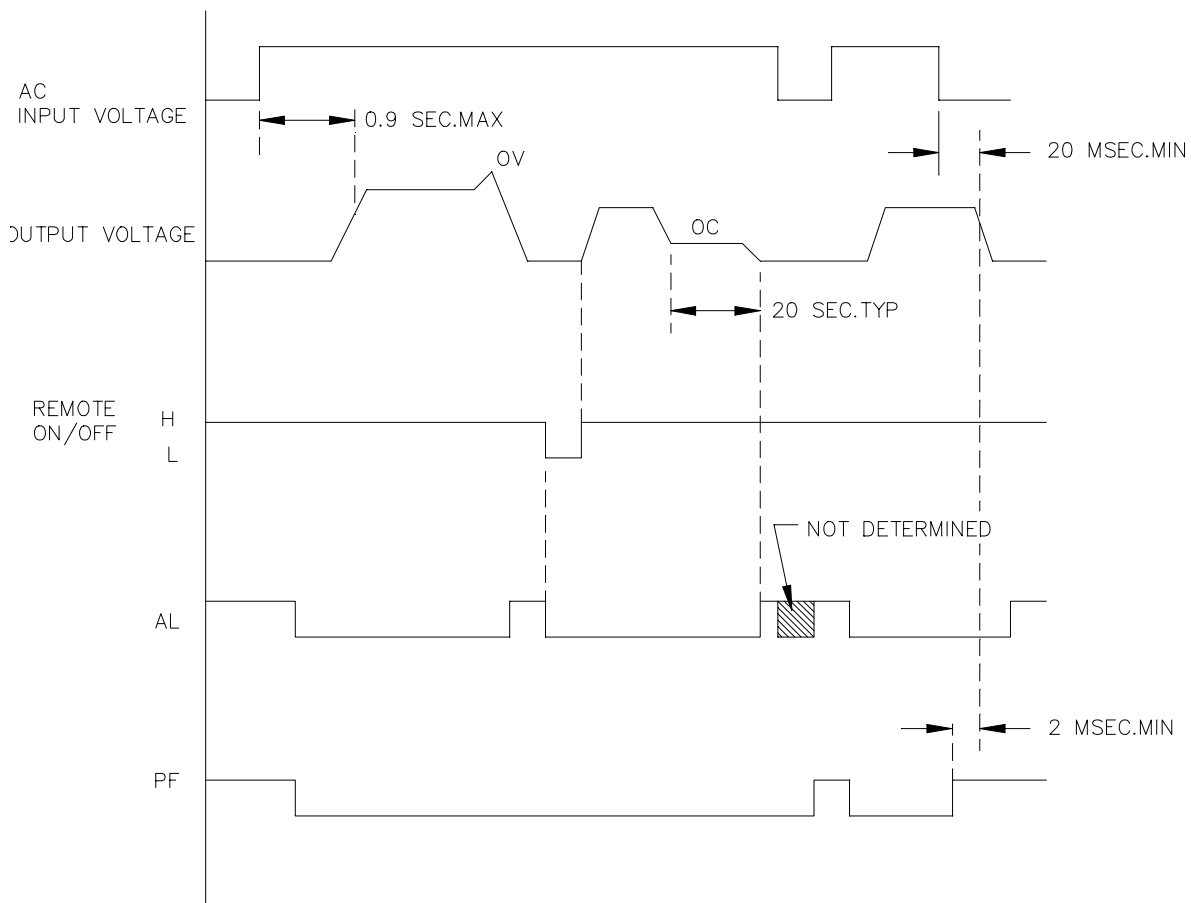 AC
INPUT VOLTAGE
0.9 SEC.MAX
20 MSEC.MIN
OV
OUTPUT VOLTAGE
OC
20 SEC.TYP
REMOTE
ON/OFF
H
L
NOT DETERMINED
AL
2 MSEC.MIN
PF